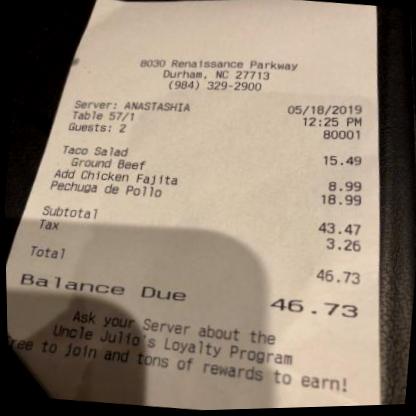 8030 Renaissance Parkway
Durham, NC 27713
(984) 329-2900
Server: ANASTASHIA 05/18/2019
Table 57/1 12:25 PM
Guests: 2 80001
Taco Salad 15.49
Ground Beef
Add Chicken Fajita 8.99
Pechuga de Pollo 18.99
Subtotal 43.47
Tax 3.26
Total 46.73
Balance Due 46.73
Ask your Server about the
Uncle Julio's Loyalty Program
ree to join and tons of rewards to earn!